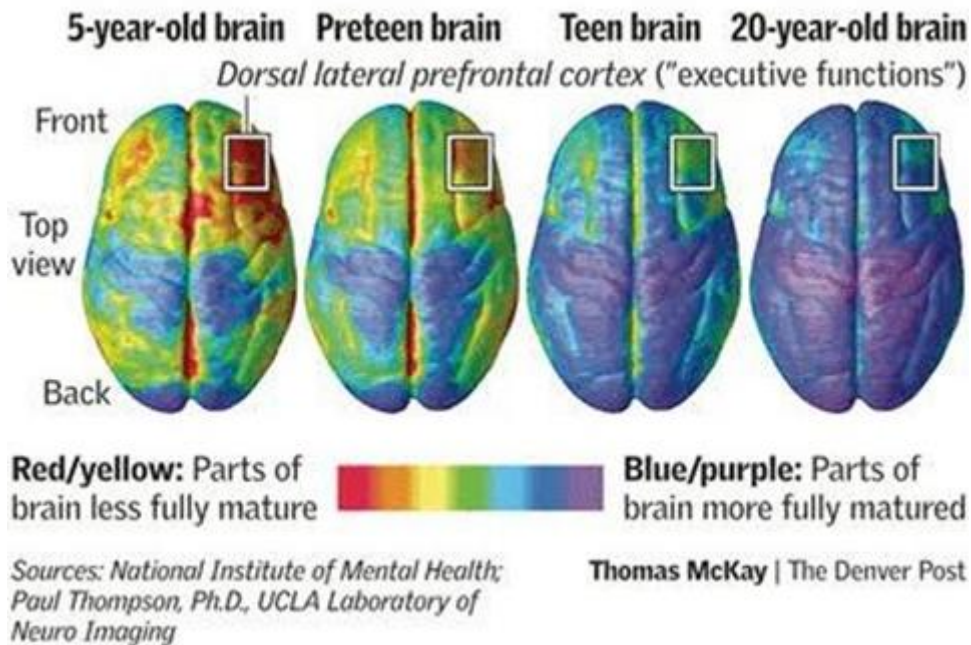 5-year-old brain Preteen brain Teen brain 20-year-old brain
Dorsal lateral prefrontal cortex ("executive functions")
Front
Top
view
Back
Red/yellow: Parts of
brain less fully mature
Blue/purple: Parts of
brain more fully matured
Sources: National Institute of Mental Health;
Paul Thompson, Ph.D., UCLA Laboratory of
Neuro Imaging
Thomas McKay | The Denver Post